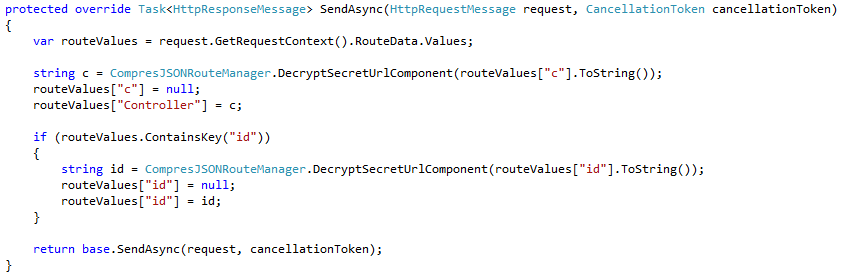 protected override Task<HttpResponseMessage> SendAsync(HttpRequestMessage request, CancellationToken cancellationToken)
{
    var routeValues = request.GetRequestContext().RouteData.Values;

    string c = CompresJSONRouteManager.DecryptSecretUrlComponent(routeValues["c"].ToString());
    routeValues["c"] = null;
    routeValues["Controller"] = c;

    if (routeValues.ContainsKey("id"))
    {
        string id = CompresJSONRouteManager.DecryptSecretUrlComponent(routeValues["id"].ToString());
        routeValues["id"] = null;
        routeValues["id"] = id;
    }

    return base.SendAsync(request, cancellationToken);
}